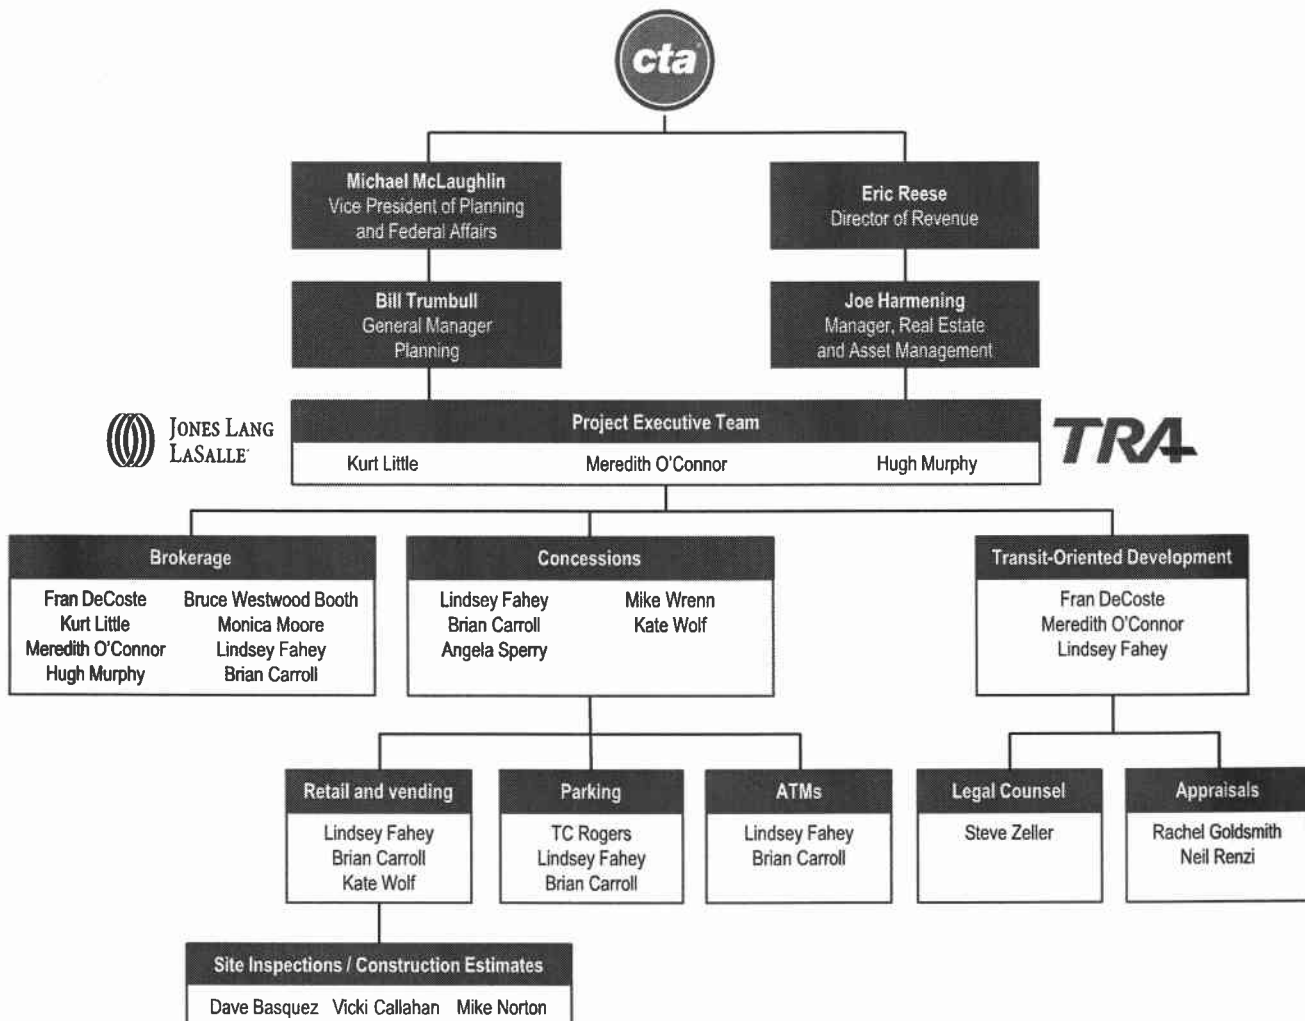 cta
Michael McLaughlin
Vice President of Planning
and Federal Affairs
Eric Reese
Director of Revenue
Bill Trumbull
General Manager
Planning
Joe Harmening
Manager, Real Estate
and Asset Management
JONES LANG
LASALLE
Project Executive Team
Kurt Little Meredith O'Connor Hugh Murphy
TRA
Brokerage
Fran DeCoste Bruce Westwood Booth
Kurt Little Monica Moore
Meredith O'Connor Lindsey Fahey
Hugh Murphy Brian Carroll
Concessions
Lindsey Fahey Mike Wrenn
Brian Carroll Kate Wolf
Angela Sperry
Transit-Oriented Development
Fran DeCoste
Meredith O'Connor
Lindsey Fahey
Retail and vending
Lindsey Fahey
Brian Carroll
Kate Wolf
Parking
TC Rogers
Lindsey Fahey
Brian Carroll
ATMs
Lindsey Fahey
Brian Carroll
Legal Counsel
Steve Zeller
Appraisals
Rachel Goldsmith
Neil Renzi
Site Inspections / Construction Estimates
Dave Basquez Vicki Callahan Mike Norton